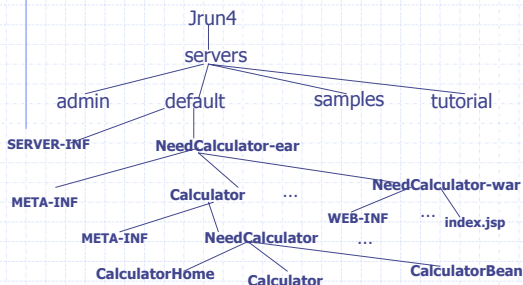 Jrun4
servers
admin default samples tutorial
SERVER-INF NeedCalculator-ear
META-INF Calculator ... NeedCalculator-war
WEB-INF ... index.jsp
META-INF NeedCalculator ...
CalculatorHome Calculator CalculatorBean